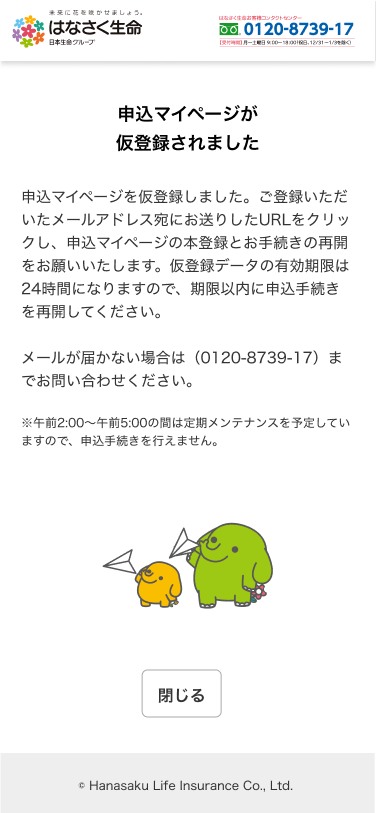 未来に花を咲かせましょう。
はなさく生命
日本生命グループ
はなさく生命お客様コンタクトセンター
0120-8739-17
【受付時間】月〜土曜日 9:00〜18:00(祝日、12/31〜1/3を除く)
申込マイページが
仮登録されました
申込マイページを仮登録しました。ご登録いただ
いたメールアドレス宛にお送りしたURLをクリッ
クし、申込マイページの本登録とお手続きの再開
をお願いいたします。仮登録データの有効期限は
24時間になりますので、期限以内に申込手続き
を再開してください。
メールが届かない場合は（0120-8739-17）ま
でお問い合わせください。
※午前2:00〜午前5:00の間は定期メンテナンスを予定してい
ますので、申込手続きを行えません。
閉じる
© Hanasaku Life Insurance Co., Ltd.